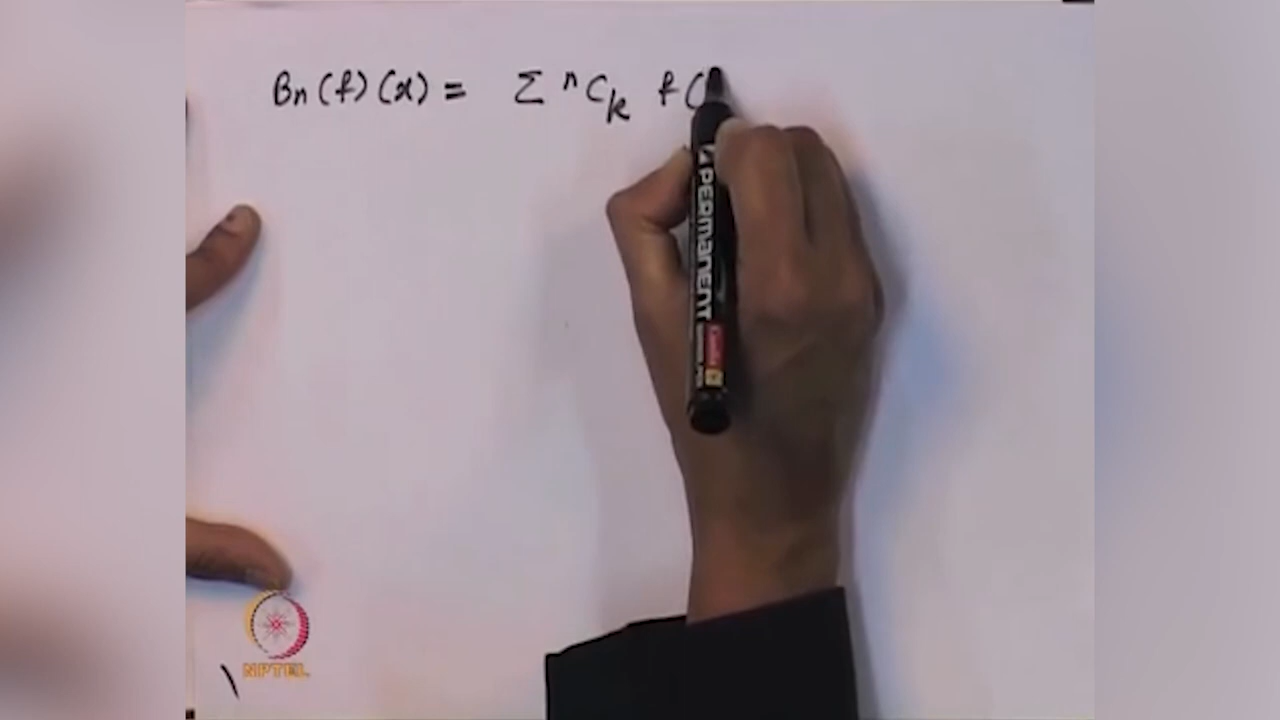 Bn(f)(x) = Σ ⁿCₖ f(
PERMANENT
NPTEL